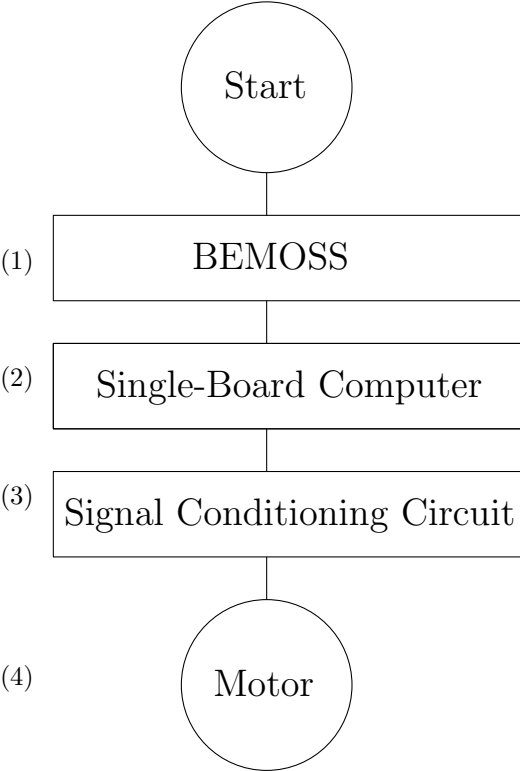 Start
(1) BEMOSS
(2) Single-Board Computer
(3) Signal Conditioning Circuit
(4) Motor